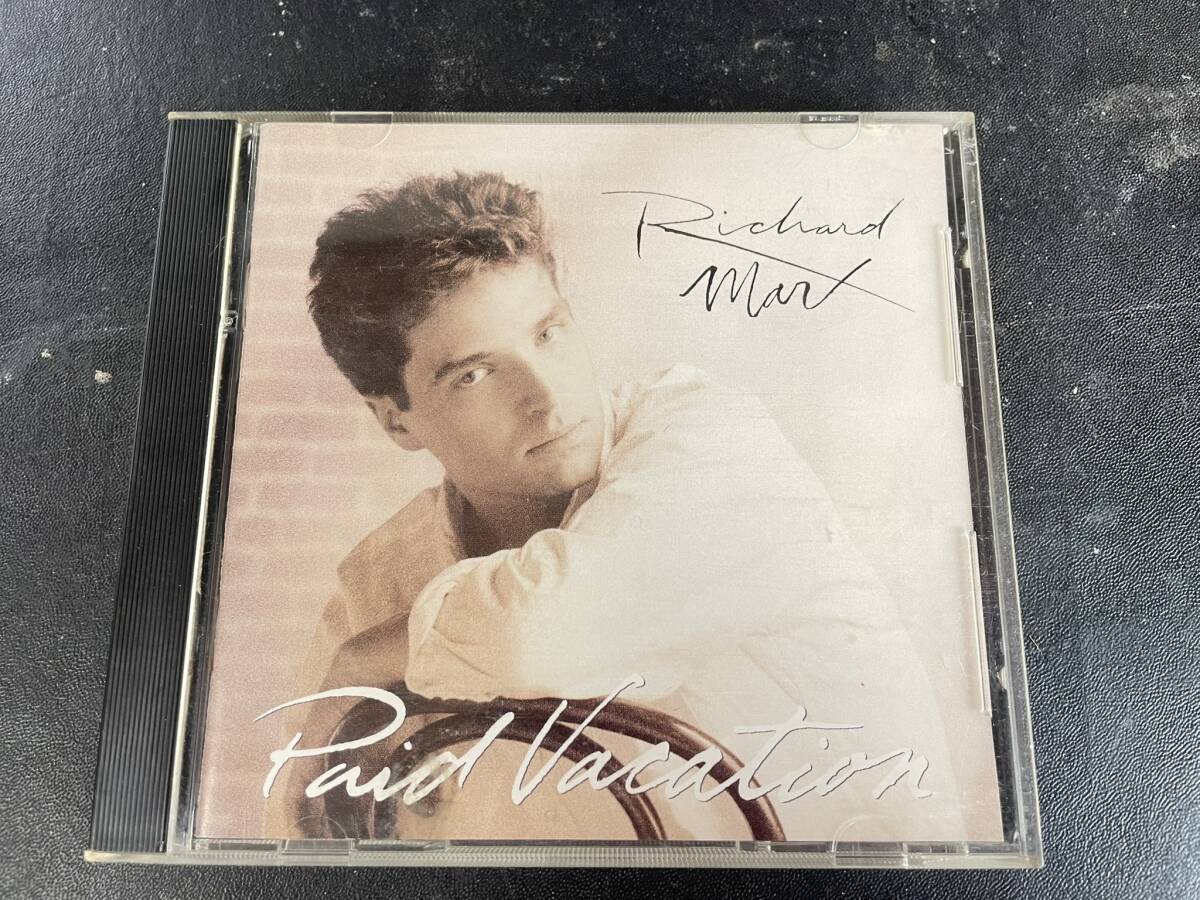 Richard
Marx
Paid Vacation